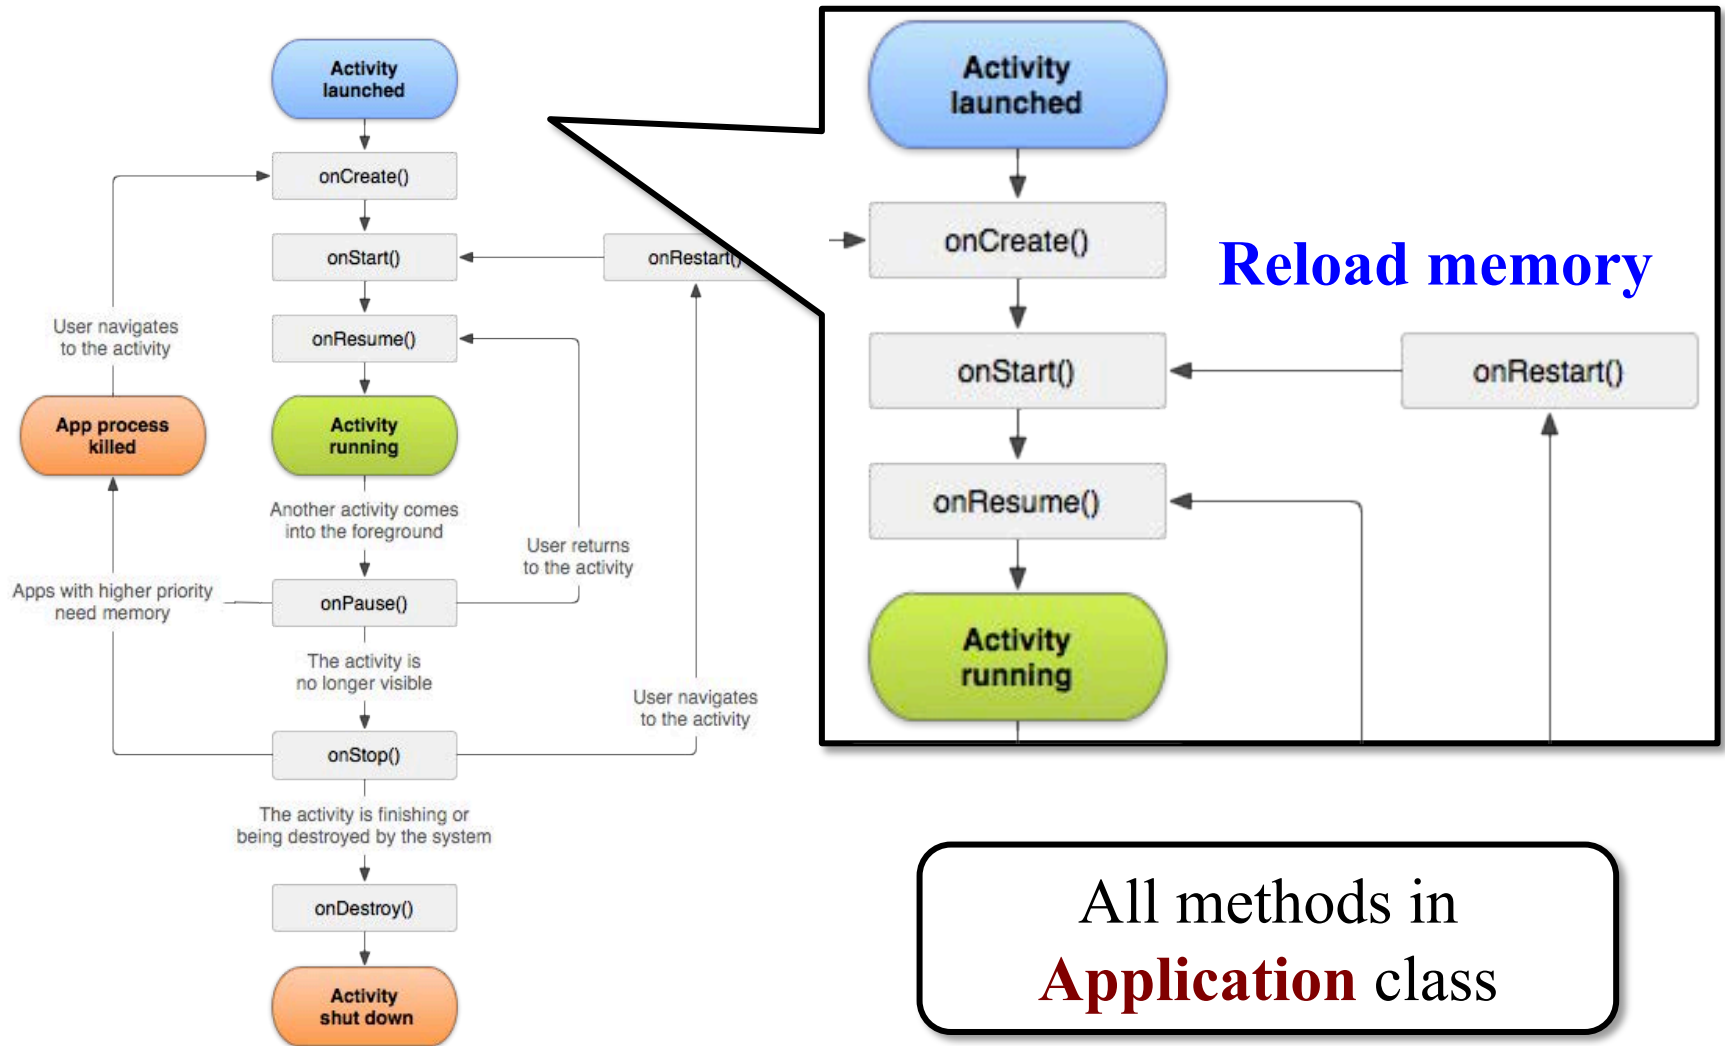 Activity
launched
onCreate()
onStart()
onRestart()
onResume()
User navigates
to the activity
App process
killed
Activity
running
Another activity comes
into the foreground
User returns
to the activity
Apps with higher priority
need memory
onPause()
The activity is
no longer visible
User navigates
to the activity
onStop()
The activity is finishing or
being destroyed by the system
onDestroy()
Activity
shut down
Activity
launched
onCreate()
Reload memory
onStart()
onRestart()
onResume()
Activity
running
All methods in
Application class